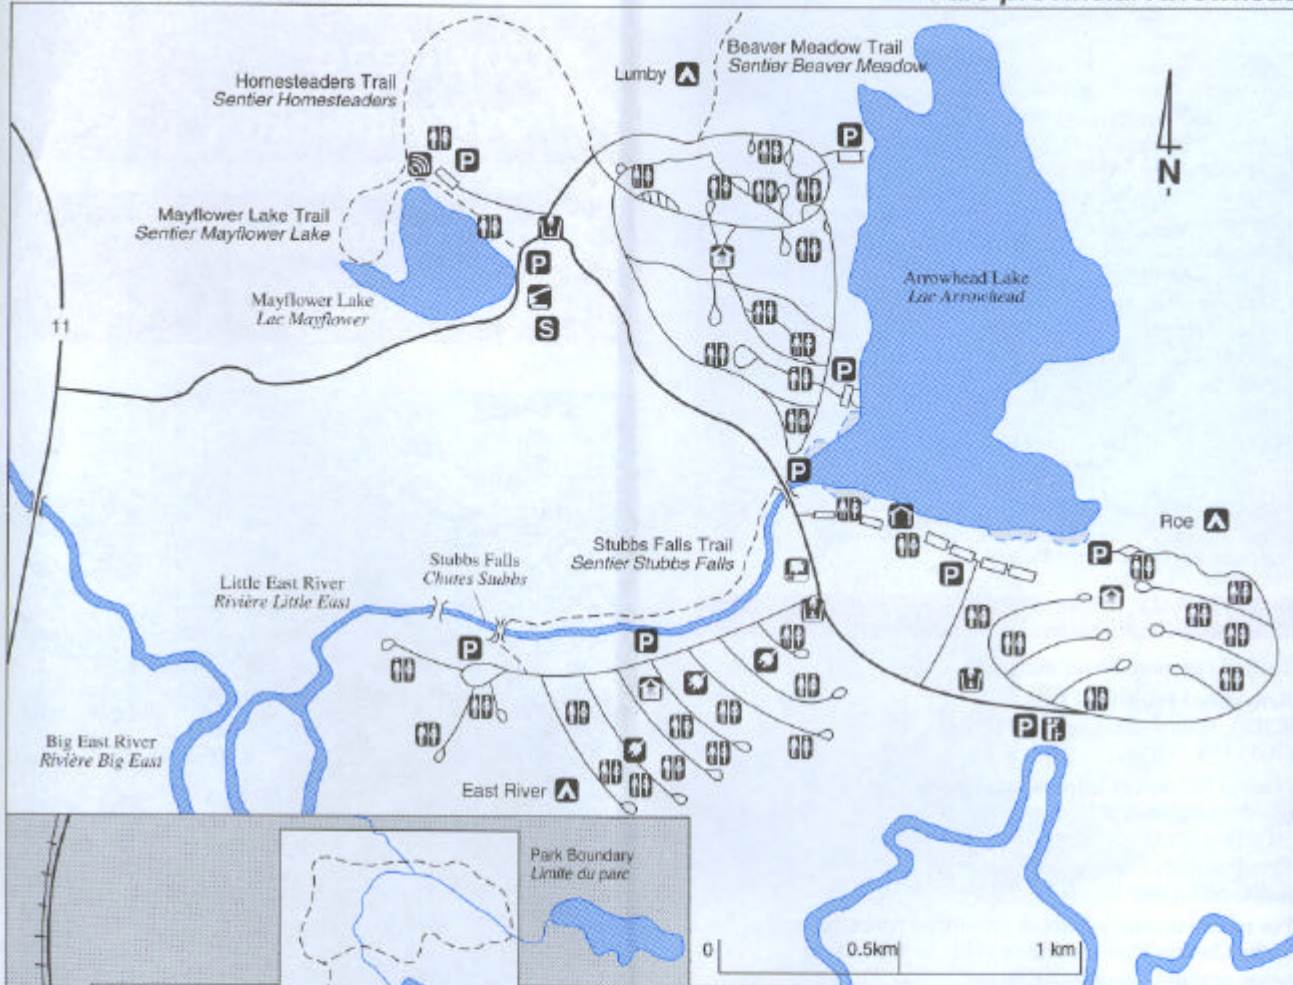 Beaver Meadow Trail
Sentier Beaver Meadow
Lumby
Homesteaders Trail
Sentier Homesteaders
P
P
N
Mayflower Lake Trail
Sentier Mayflower Lake
P
Arrowhead Lake
Lac Arrowhead
Mayflower Lake
Lac Mayflower
11
S
P
P
Roe
Stubbs Falls Trail
Sentier Stubbs Falls
Stubbs Falls
Chutes Stubbs
P
P
Little East River
Rivière Little East
P
P
P
Big East River
Rivière Big East
East River
Park Boundary
Limite du parc
0
0.5km
1 km